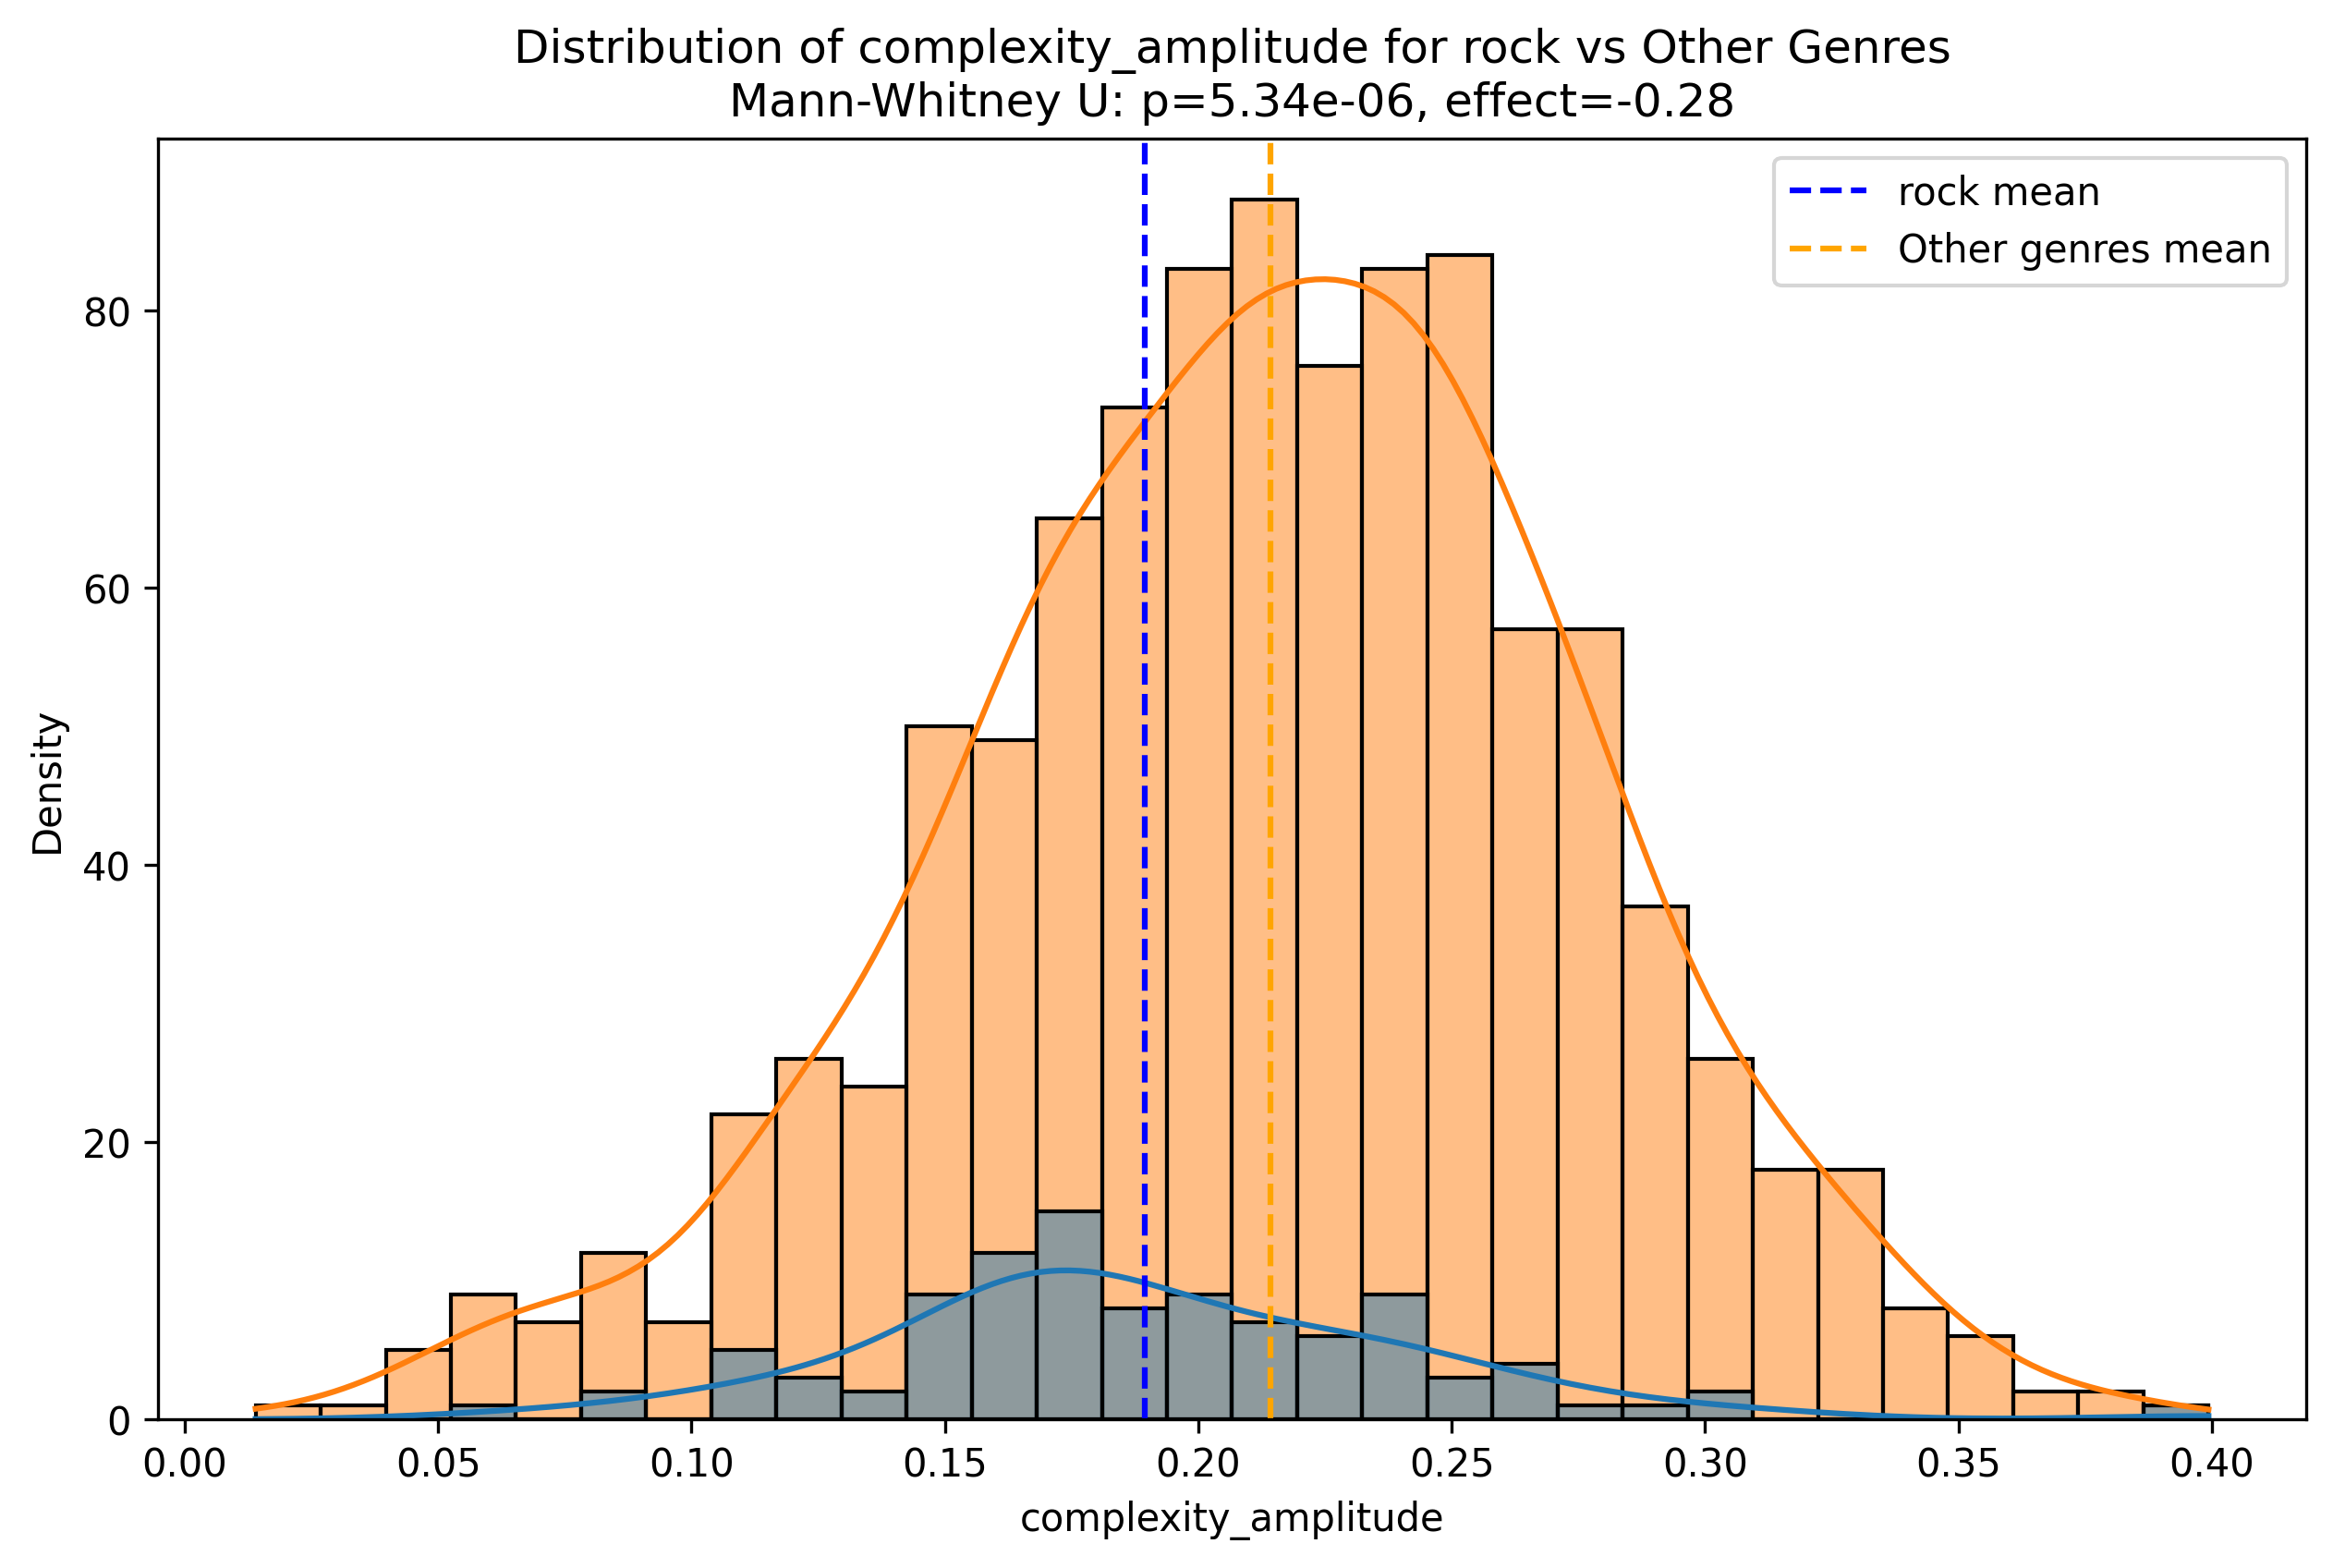 Distribution of complexity_amplitude for rock vs Other Genres
Mann-Whitney U: p=5.34e-06, effect=-0.28
rock mean
Other genres mean
Density
80
60
40
20
0
0.00 0.05 0.10 0.15 0.20 0.25 0.30 0.35 0.40
complexity_amplitude